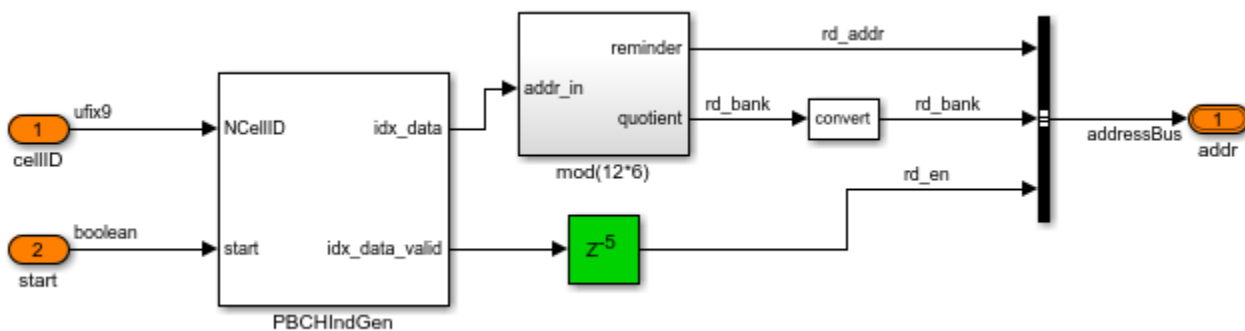 reminder
rd_addr
addr_in
quotient
rd_bank
convert
rd_bank
mod(12*6)
1
ufix9
cellID
NCellID
idx_data
addressBus
1
addr
rd_en
2
boolean
start
start
idx_data_valid
Z-5
PBCHIndGen